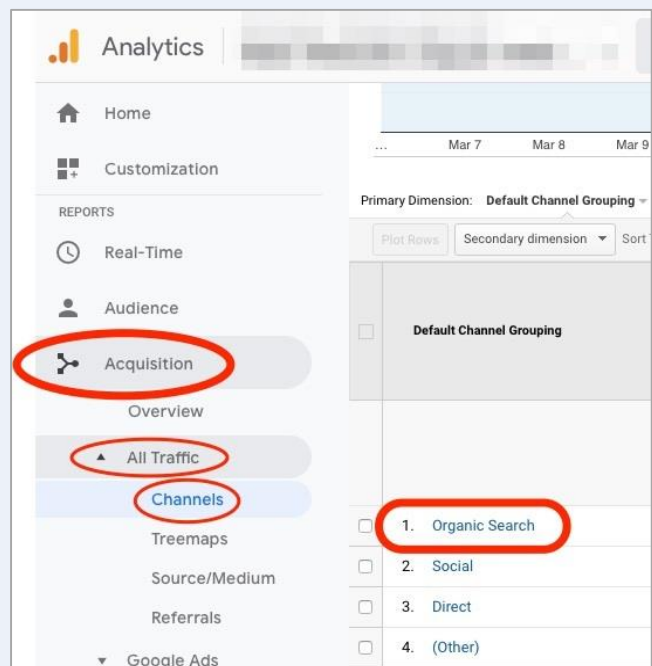 Analytics
Home
Customization
REPORTS
Real-Time
Audience
Acquisition
Overview
All Traffic
Channels
Treemaps
Source/Medium
Referrals
Google Ads
... Mar 7 Mar 8 Mar 9
Primary Dimension: Default Channel Grouping
Plot Rows Secondary dimension Sort
Default Channel Grouping
1. Organic Search
2. Social
3. Direct
4. (Other)